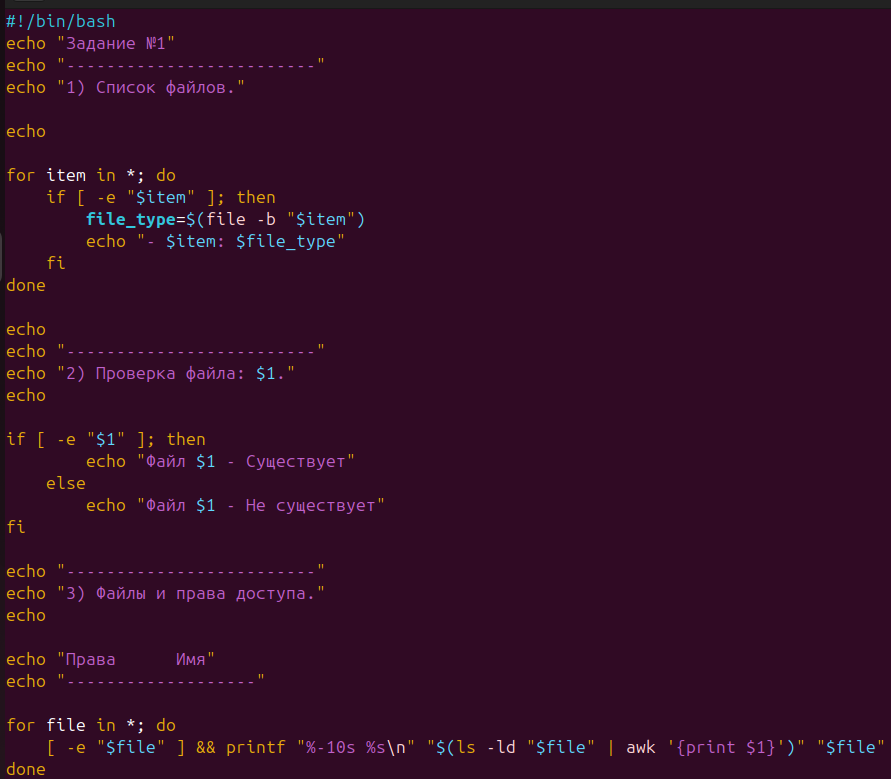 #!/bin/bash
echo "Задание №1"
echo "-------------------------"
echo "1) Список файлов."

echo

for item in *; do
    if [ -e "$item" ]; then
        file_type=$(file -b "$item")
        echo "- $item: $file_type"
    fi
done

echo
echo "-------------------------"
echo "2) Проверка файла: $1."
echo

if [ -e "$1" ]; then
        echo "Файл $1 - Существует"
    else
        echo "Файл $1 - Не существует"
fi

echo "-------------------------"
echo "3) Файлы и права доступа."
echo

echo "Права      Имя"
echo "-------------------"

for file in *; do
    [ -e "$file" ] && printf "%-10s %s\n" "$(ls -ld "$file" | awk '{print $1}')" "$file"
done